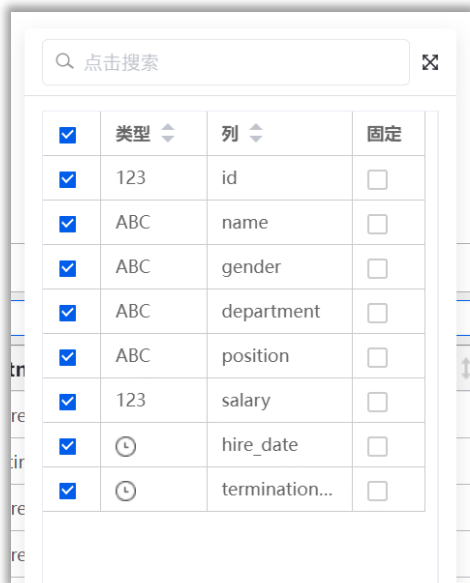 点击搜索
类型 列 固定
123 id
ABC name
ABC gender
ABC department
ABC position
123 salary
hire_date
termination...